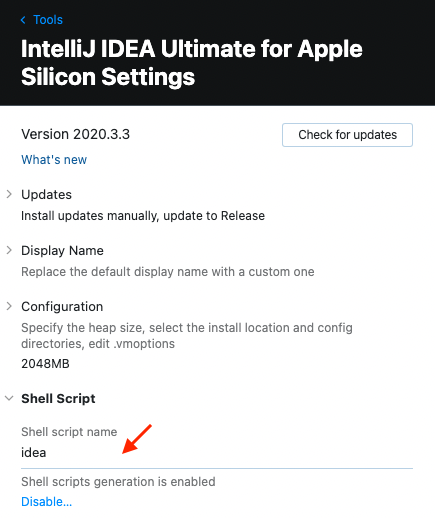 Tools
IntelliJ IDEA Ultimate for Apple
Silicon Settings
Version 2020.3.3
Check for updates
What's new
Updates
Install updates manually, update to Release
Display Name
Replace the default display name with a custom one
Configuration
Specify the heap size, select the install location and config
directories, edit .vmoptions
2048MB
Shell Script
Shell script name
idea
Shell scripts generation is enabled
Disable...